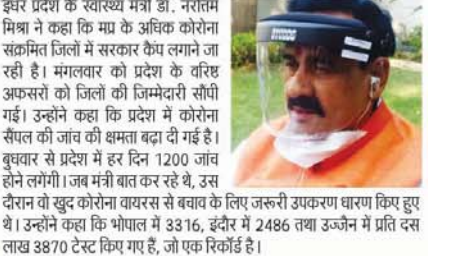 इधर प्रदेश के स्वास्थ्य मंत्री डॉ. नरोत्तम
मिश्रा ने कहा कि मप्र के अधिक कोरोना
संक्रमित जिलों में सरकार कैंप लगाने जा
रही है। मंगलवार को प्रदेश के वरिष्ठ
अफसरों को जिलों की जिम्मेदारी सौंपी
गई। उन्होंने कहा कि प्रदेश में कोरोना
सैंपल की जांच की क्षमता बढ़ा दी गई है।
बुधवार से प्रदेश में हर दिन 1200 जांच
होने लगेंगी। जब मंत्री बात कर रहे थे, उस
दौरान वो खुद कोरोना वायरस से बचाव के लिए जरूरी उपकरण धारण किए हुए
थे। उन्होंने कहा कि भोपाल में 3316, इंदौर में 2486 तथा उज्जैन में प्रति दस
लाख 3870 टेस्ट किए गए हैं, जो एक रिकॉर्ड है।